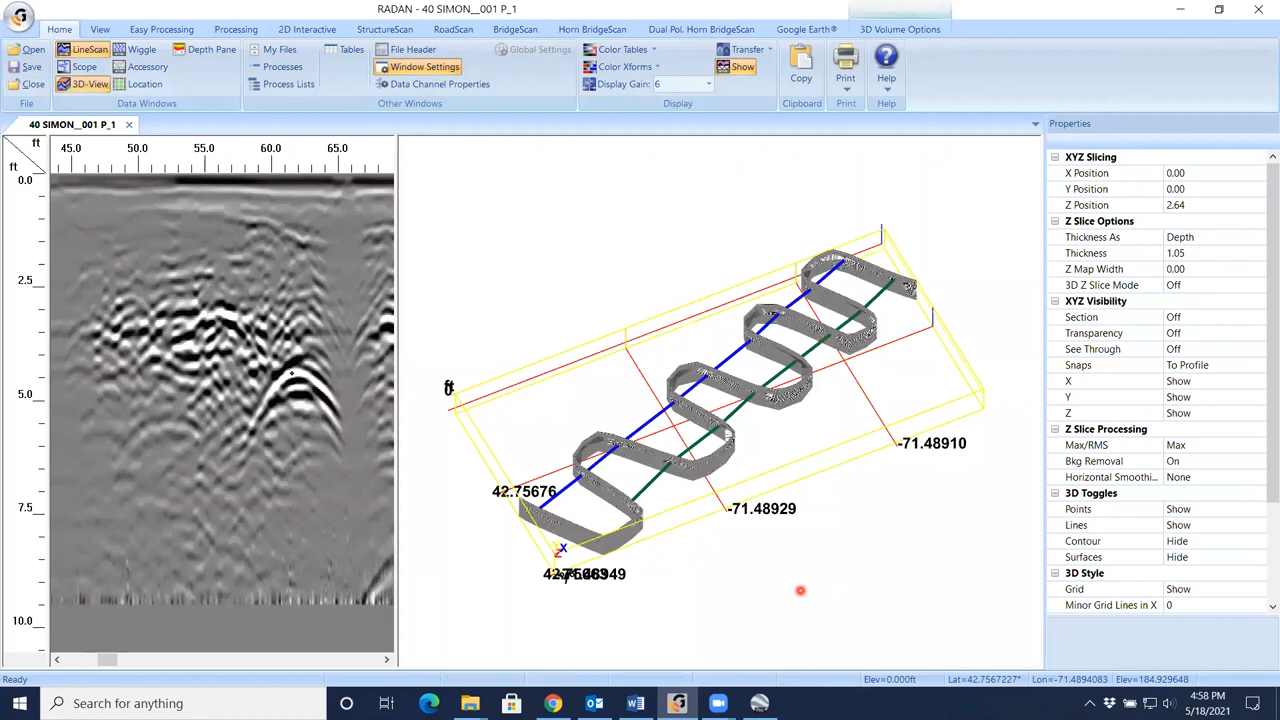 RADAN - 40 SIMON__001 P_1
Home View Easy Processing Processing 2D Interactive StructureScan RoadScan BridgeScan Horn BridgeScan Dual Pol. Horn BridgeScan Google Earth® 3D Volume Options
Open LineScan Wiggle Depth Pane My Files Tables File Header Global Settings Color Tables Transfer
Save Scope Accessory Processes Window Settings Color Xforms Show Copy Print Help
Close 3D-View Location Process Lists Data Channel Properties Display Gain: 6
File Data Windows Other Windows Display Clipboard Print Help
40 SIMON__001 P_1
Properties
ft
ft
45.0 50.0 55.0 60.0 65.0
0.0
2.5
5.0
7.5
10.0
ft
0
42.75676
-71.48910
-71.48929
X
Z
XYZ Slicing
X Position 0.00
Y Position 0.00
Z Position 2.64
Z Slice Options
Thickness As Depth
Thickness 1.05
Z Map Width 0.00
3D Z Slice Mode Off
XYZ Visibility
Section Off
Transparency Off
See Through Off
Snaps To Profile
X Show
Y Show
Z Show
Z Slice Processing
Max/RMS Max
Bkg Removal On
Horizontal Smoothi... None
3D Toggles
Points Show
Lines Show
Contour Hide
Surfaces Hide
3D Style
Grid Show
Minor Grid Lines in X 0
Ready
Elev=0.000ft Lat=42.7567227° Lon=-71.4894083 Elev=184.929648
Type here to search